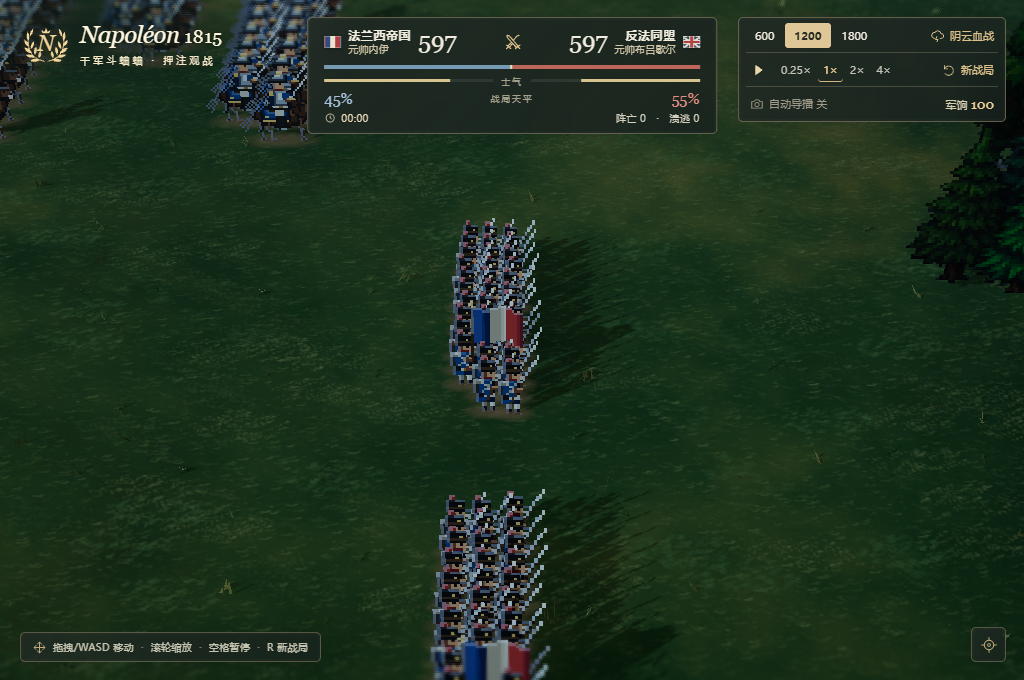 Napoléon 1815
千军斗蛐蛐 · 押注观战
法兰西帝国
元帅内伊
597
597
反法同盟
元帅布吕歇尔
士气
45%
战局天平
55%
00:00
阵亡 0 · 溃逃 0
600 1200 1800 阴云血战
0.25× 1× 2× 4× 新战局
自动导播 关 军饷 100
拖拽/WASD 移动 · 滚轮缩放 · 空格暂停 · R 新战局